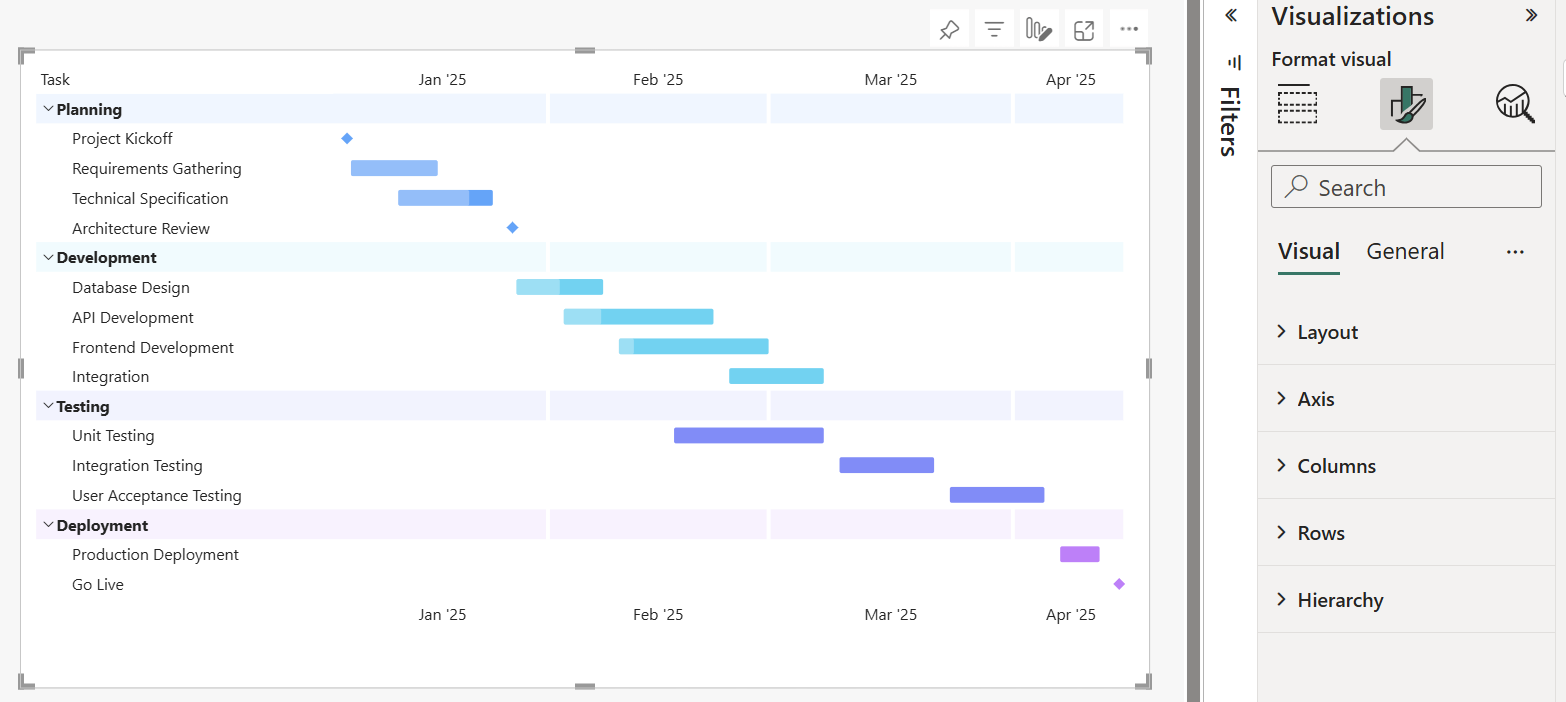 Task Jan '25 Feb '25 Mar '25 Apr '25
Planning
Project Kickoff
Requirements Gathering
Technical Specification
Architecture Review
Development
Database Design
API Development
Frontend Development
Integration
Testing
Unit Testing
Integration Testing
User Acceptance Testing
Deployment
Production Deployment
Go Live
Jan '25 Feb '25 Mar '25 Apr '25
Filters
Visualizations
Format visual
Search
Visual General
Layout
Axis
Columns
Rows
Hierarchy